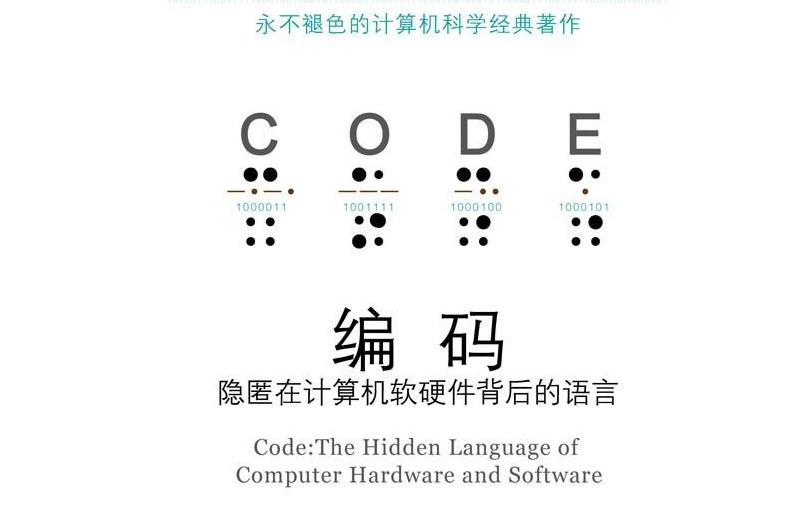 永不褪色的计算机科学经典著作
C O D E
1000011 1001111 1000100 1000101
编 码
隐匿在计算机软硬件背后的语言
Code:The Hidden Language of
Computer Hardware and Software